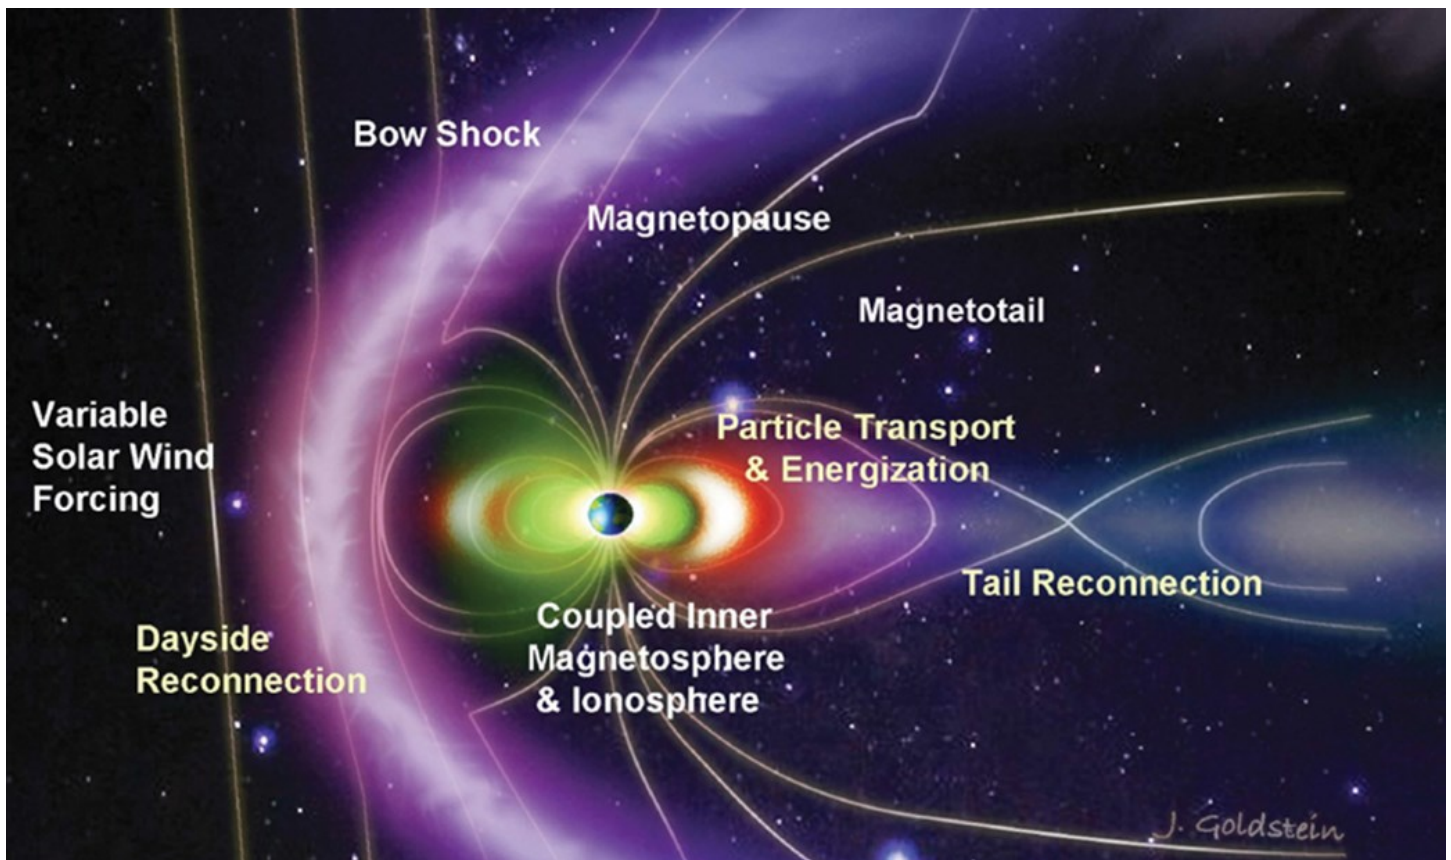 Bow Shock
Magnetopause
Magnetotail
Variable
Solar Wind
Forcing
Particle Transport
& Energization
Tail Reconnection
Coupled Inner
Magnetosphere
& Ionosphere
Dayside
Reconnection
J. Goldstein